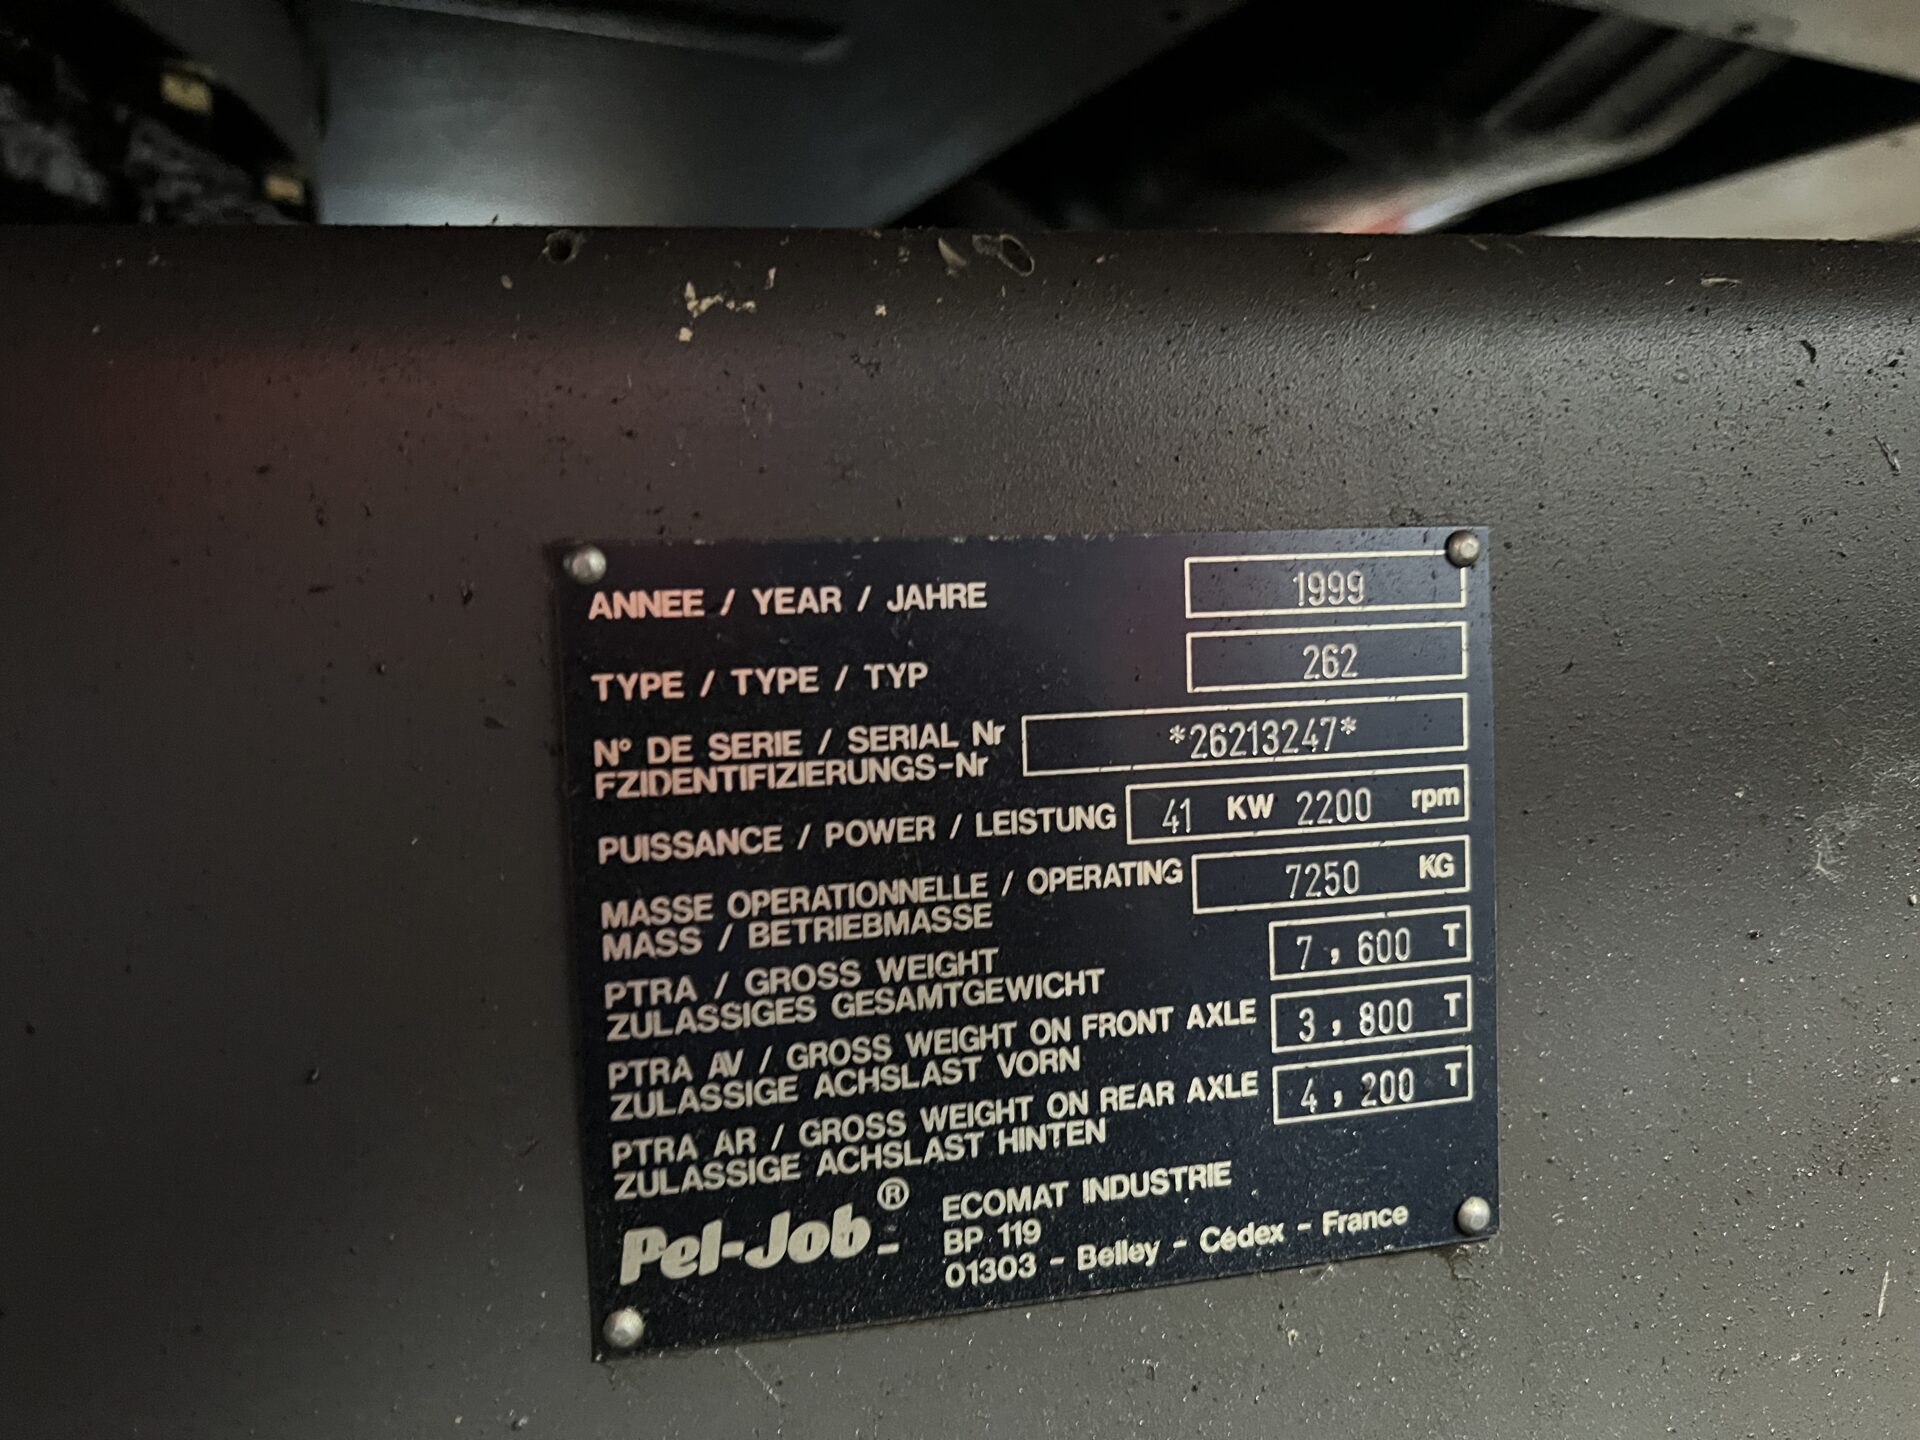 ANNEE / YEAR / JAHRE 1999
TYPE / TYPE / TYP 262
N° DE SERIE / SERIAL Nr *26213247*
FZIDENTIFIZIERUNGS-Nr
PUISSANCE / POWER / LEISTUNG 41 KW 2200 rpm
MASSE OPERATIONNELLE / OPERATING 7250 KG
MASS / BETRIEBMASSE
PTRA / GROSS WEIGHT 7,600 T
ZULASSIGES GESAMTGEWICHT
PTRA AV / GROSS WEIGHT ON FRONT AXLE 3,800 T
ZULASSIGE ACHSLAST VORN
PTRA AR / GROSS WEIGHT ON REAR AXLE 4,200 T
ZULASSIGE ACHSLAST HINTEN
Pel-Job® ECOMAT INDUSTRIE
BP 119
01303 - Belley - Cédex - France